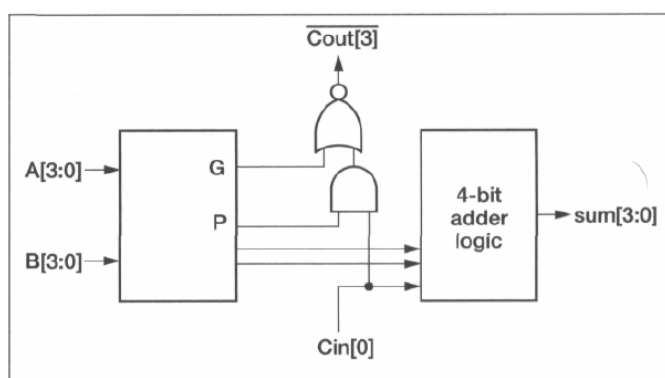 Cout[3]
A[3:0]
G
P
B[3:0]
4-bit
adder
logic
sum[3:0]
Cin[0]